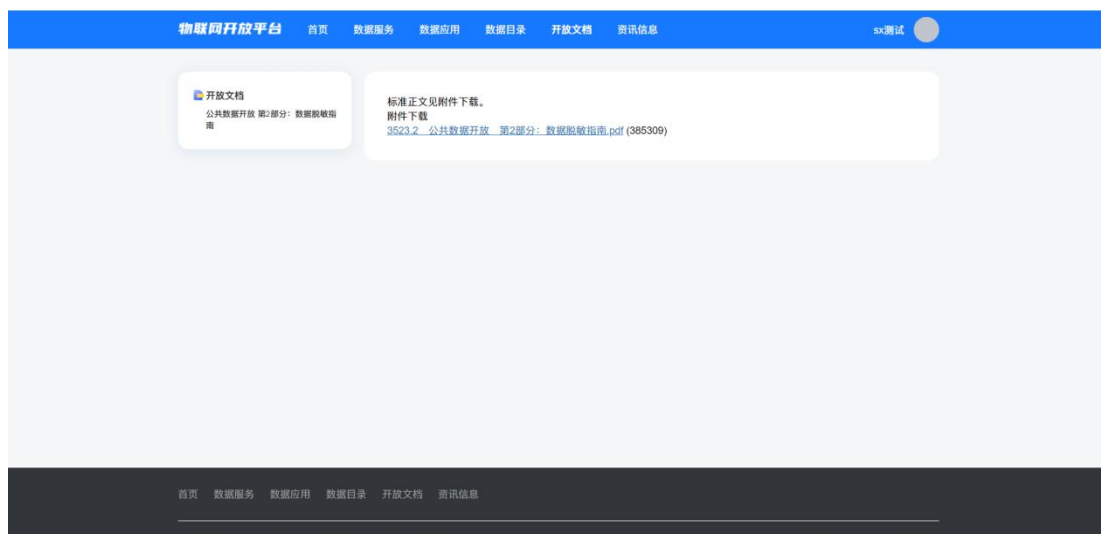 物联网开放平台 首页 数据服务 数据应用 数据目录 开放文档 资讯信息 sx测试
开放文档
公共数据开放 第2部分：数据脱敏指
南
标准正文见附件下载。
附件下载
3523.2 公共数据开放 第2部分：数据脱敏指南.pdf (385309)
首页 数据服务 数据应用 数据目录 开放文档 资讯信息